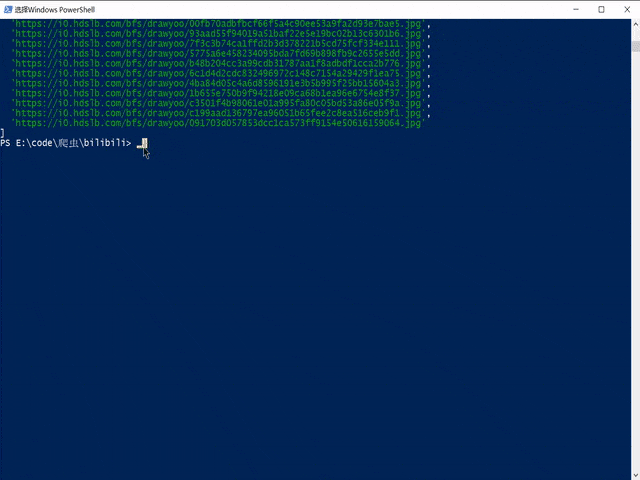 选择Windows PowerShell
'https://i0.hdslb.com/bfs/drawyoo/00fb70adbfbcf66f5a4c90ee53a9fa2d93e7bae5.jpg',
'https://i0.hdslb.com/bfs/drawyoo/93aad55f94019a51baf22e5e19bc02b13c6301b6.jpg',
'https://i0.hdslb.com/bfs/drawyoo/7f3c3b74ca1ffd2b3d378221b5cd75fcf334e111.jpg',
'https://i0.hdslb.com/bfs/drawyoo/5775a6e458234095bda7fd69b898fb9c2655e5dd.jpg',
'https://i0.hdslb.com/bfs/drawyoo/b48b204cc3a99cdb31787aa1f8adbdf1cca2b776.jpg',
'https://i0.hdslb.com/bfs/drawyoo/6c1d4d2cdc832496972c148c7154a29429f1ea75.jpg',
'https://i0.hdslb.com/bfs/drawyoo/4ba84d05c4a6d8596191e3b5b995f25bb15604a3.jpg',
'https://i0.hdslb.com/bfs/drawyoo/1b655e750b9f94218e09ca68b1ea96e6754e8f37.jpg',
'https://i0.hdslb.com/bfs/drawyoo/c3501f4b98061e01a995fa80c05bd53a86e05f9a.jpg',
'https://i0.hdslb.com/bfs/drawyoo/c199aad136797ea96051b65fee2c8ea516ceb9f1.jpg',
'https://i0.hdslb.com/bfs/drawyoo/091703d057853dcc1ca573ff9154e50616159064.jpg'
]
PS E:\code\爬虫\bilibili>